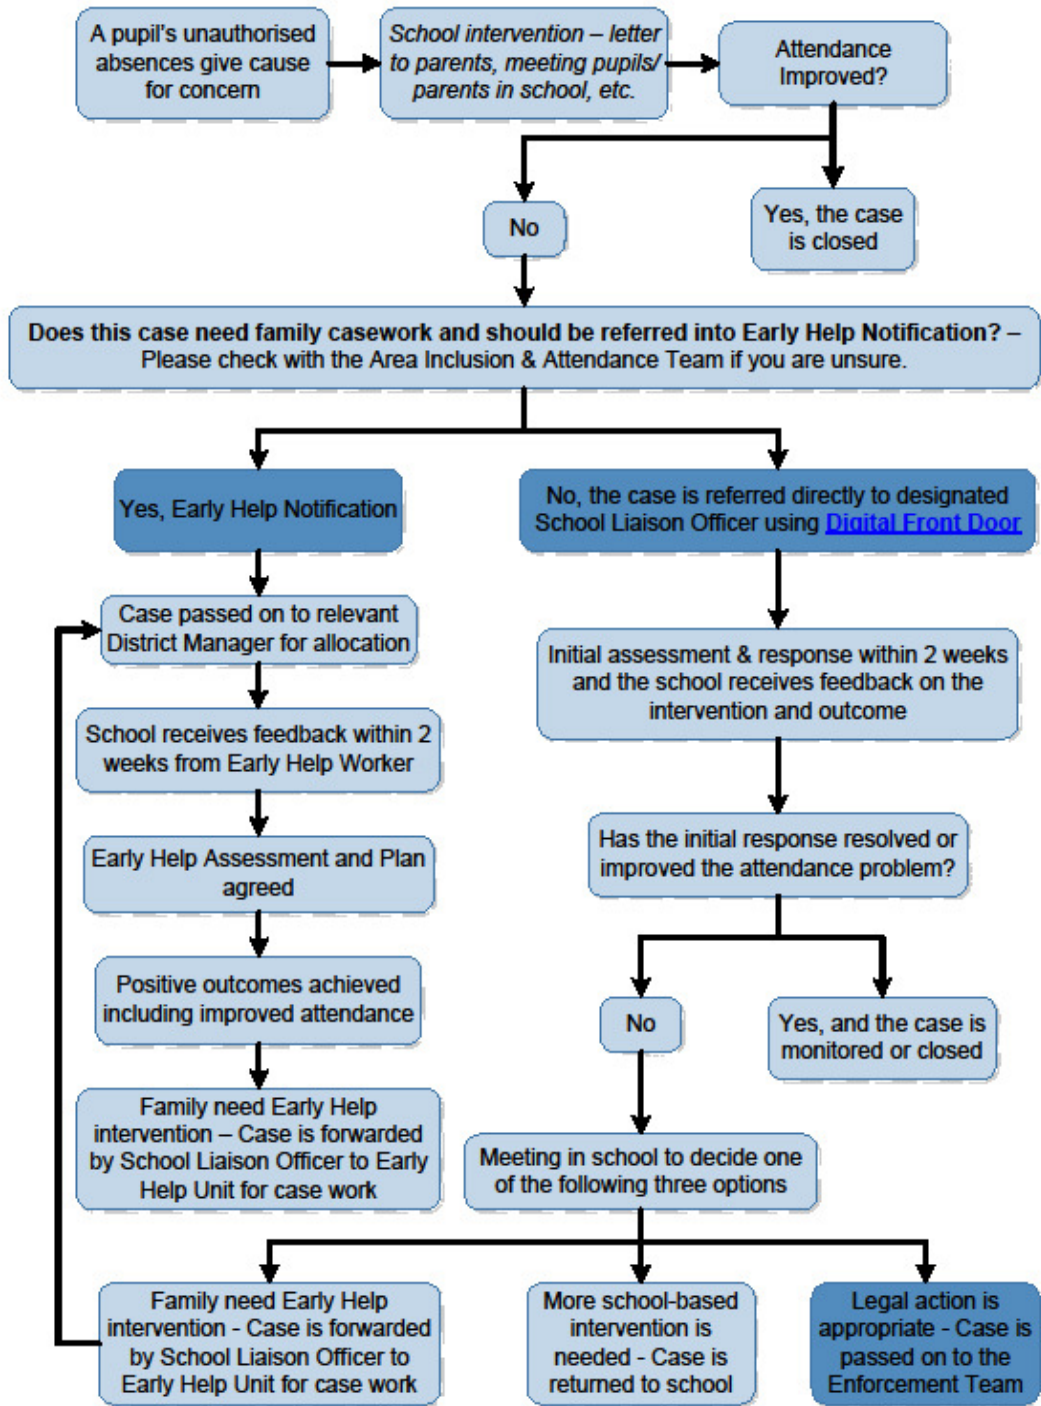 A pupil's unauthorised
absences give cause
for concern
School intervention – letter
to parents, meeting pupils/
parents in school, etc.
Attendance
Improved?
No
Yes, the case
is closed
Does this case need family casework and should be referred into Early Help Notification? –
Please check with the Area Inclusion & Attendance Team if you are unsure.
Yes, Early Help Notification
No, the case is referred directly to designated
School Liaison Officer using Digital Front Door
Case passed on to relevant
District Manager for allocation
School receives feedback within 2
weeks from Early Help Worker
Early Help Assessment and Plan
agreed
Positive outcomes achieved
including improved attendance
Family need Early Help
intervention – Case is forwarded
by School Liaison Officer to Early
Help Unit for case work
Initial assessment & response within 2 weeks
and the school receives feedback on the
intervention and outcome
Has the initial response resolved or
improved the attendance problem?
No
Yes, and the case is
monitored or closed
Meeting in school to decide one
of the following three options
Family need Early Help
intervention - Case is forwarded
by School Liaison Officer to
Early Help Unit for case work
More school-based
intervention is
needed - Case is
returned to school
Legal action is
appropriate - Case is
passed on to the
Enforcement Team